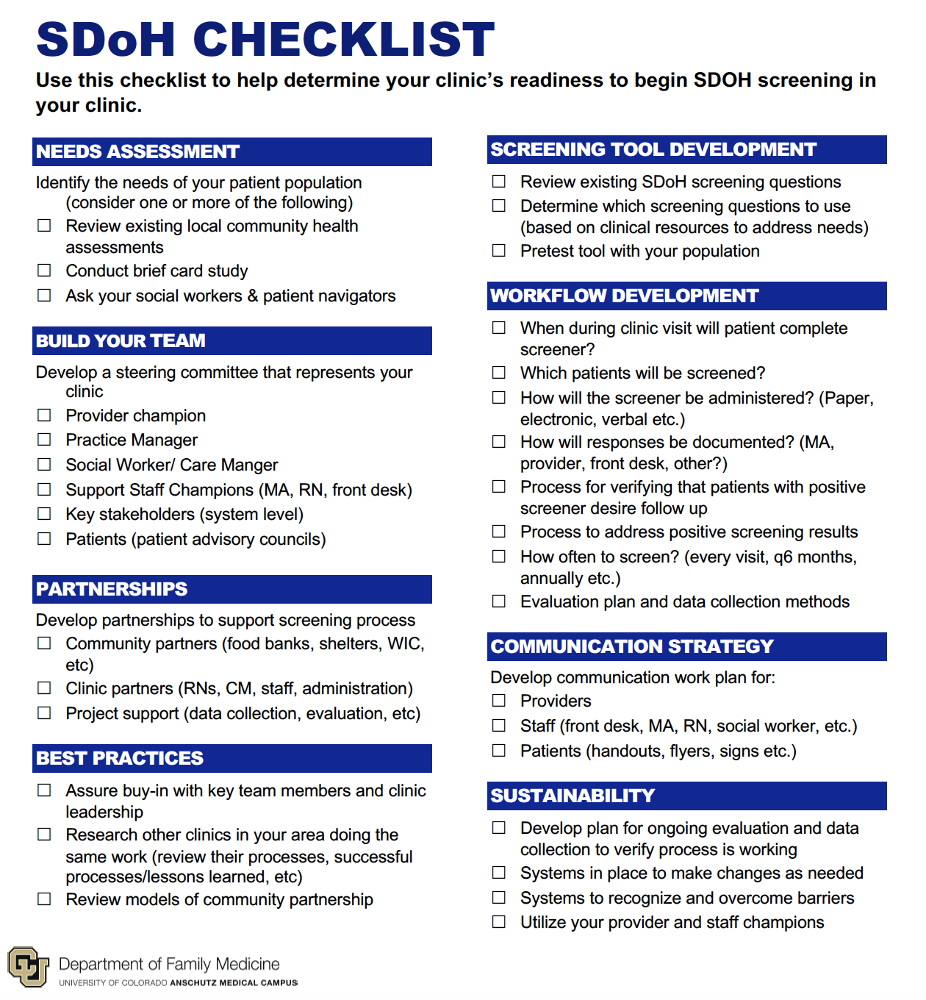 SDoH CHECKLIST
Use this checklist to help determine your clinic’s readiness to begin SDOH screening in
your clinic.
NEEDS ASSESSMENT
Identify the needs of your patient population
(consider one or more of the following)
☐ Review existing local community health
assessments
☐ Conduct brief card study
☐ Ask your social workers & patient navigators
BUILD YOUR TEAM
Develop a steering committee that represents your
clinic
☐ Provider champion
☐ Practice Manager
☐ Social Worker/ Care Manger
☐ Support Staff Champions (MA, RN, front desk)
☐ Key stakeholders (system level)
☐ Patients (patient advisory councils)
PARTNERSHIPS
Develop partnerships to support screening process
☐ Community partners (food banks, shelters, WIC,
etc)
☐ Clinic partners (RNs, CM, staff, administration)
☐ Project support (data collection, evaluation, etc)
BEST PRACTICES
☐ Assure buy-in with key team members and clinic
leadership
☐ Research other clinics in your area doing the
same work (review their processes, successful
processes/lessons learned, etc)
☐ Review models of community partnership
SCREENING TOOL DEVELOPMENT
☐ Review existing SDoH screening questions
☐ Determine which screening questions to use
(based on clinical resources to address needs)
☐ Pretest tool with your population
WORKFLOW DEVELOPMENT
☐ When during clinic visit will patient complete
screener?
☐ Which patients will be screened?
☐ How will the screener be administered? (Paper,
electronic, verbal etc.)
☐ How will responses be documented? (MA,
provider, front desk, other?)
☐ Process for verifying that patients with positive
screener desire follow up
☐ Process to address positive screening results
☐ How often to screen? (every visit, q6 months,
annually etc.)
☐ Evaluation plan and data collection methods
COMMUNICATION STRATEGY
Develop communication work plan for:
☐ Providers
☐ Staff (front desk, MA, RN, social worker, etc.)
☐ Patients (handouts, flyers, signs etc.)
SUSTAINABILITY
☐ Develop plan for ongoing evaluation and data
collection to verify process is working
☐ Systems in place to make changes as needed
☐ Systems to recognize and overcome barriers
☐ Utilize your provider and staff champions
CU
Department of Family Medicine
UNIVERSITY OF COLORADO ANSCHUTZ MEDICAL CAMPUS